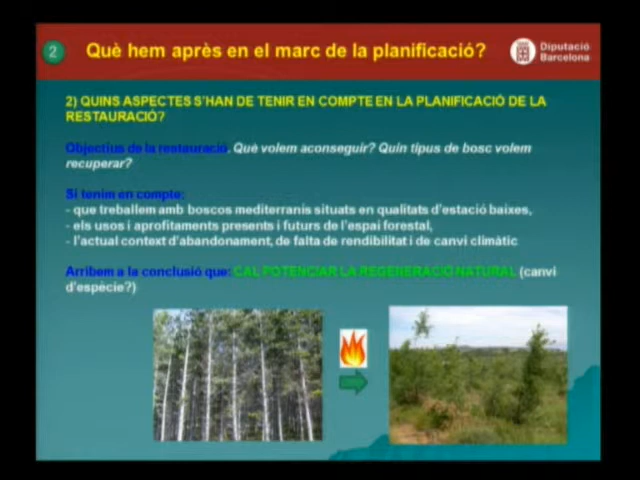 2
Què hem après en el marc de la planificació?
Diputació
Barcelona
2) QUINS ASPECTES S'HAN DE TENIR EN COMPTE EN LA PLANIFICACIÓ DE LA
RESTAURACIÓ?
Objectius de la restauració. Què volem aconseguir? Quin tipus de bosc volem
recuperar?
Si tenim en compte:
- que treballem amb boscos mediterranis situats en qualitats d'estació baixes,
- els usos i aprofitaments presents i futurs de l'espai forestal,
- l'actual context d'abandonament, de falta de rendibilitat i de canvi climàtic
Arribem a la conclusió que: CAL POTENCIAR LA REGENERACIÓ NATURAL (canvi
d'espècie?)